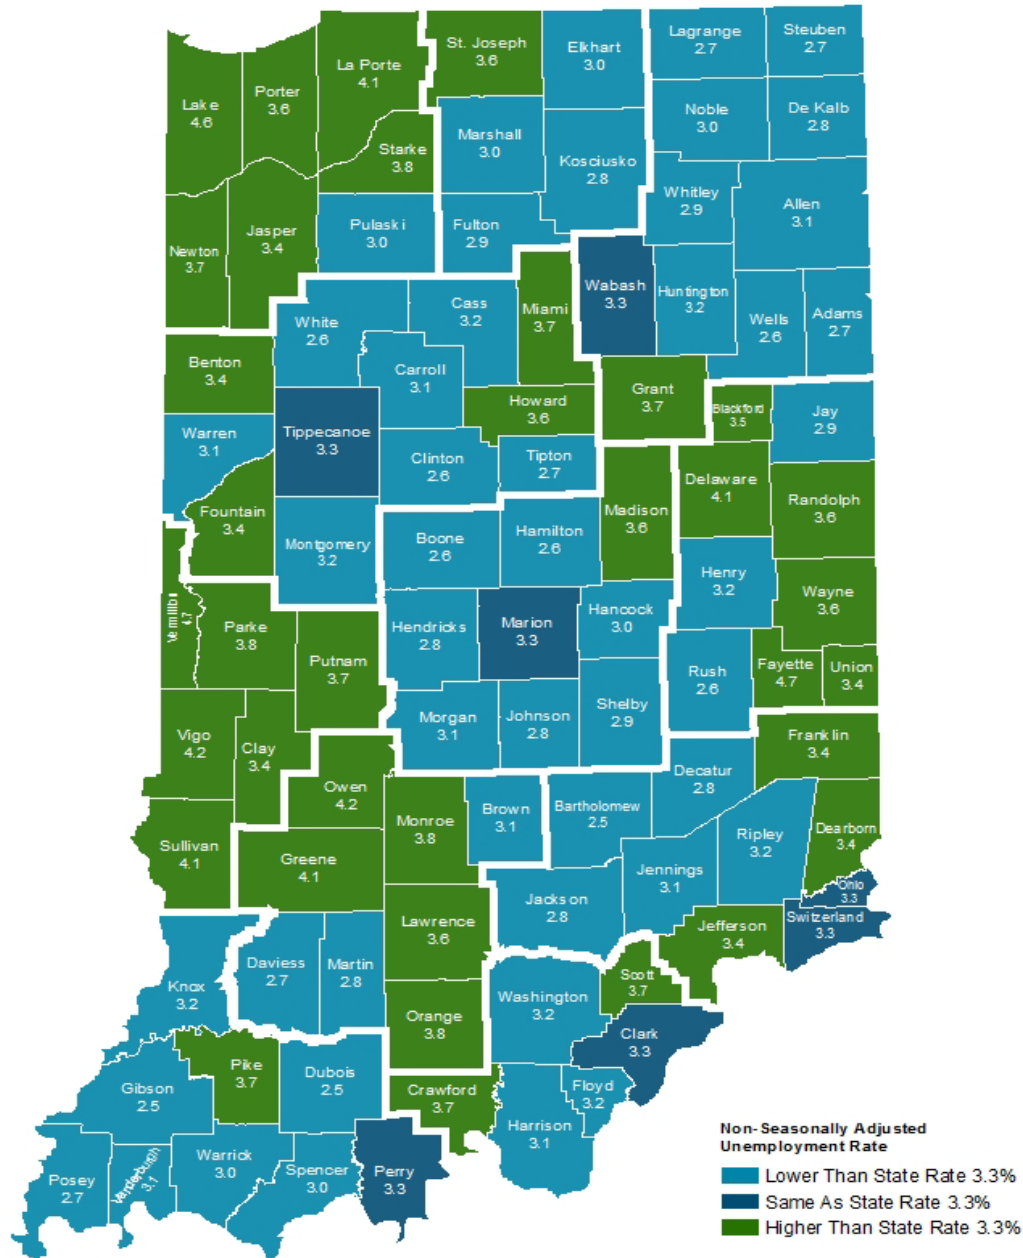 Lagrange
2.7
Steuben
2.7
St. Joseph
3.6
Elkhart
3.0
La Porte
4.1
Porter
3.6
Lake
4.6
Noble
3.0
De Kalb
2.8
Marshall
3.0
Starke
3.8
Kosciusko
2.8
Whitley
2.9
Allen
3.1
Pulaski
3.0
Fulton
2.9
Jasper
3.4
Newton
3.7
Wabash
3.3
Huntington
3.2
Miami
3.7
Cass
3.2
White
2.6
Wells
2.6
Adams
2.7
Benton
3.4
Carroll
3.1
Howard
3.6
Grant
3.7
Blackford
3.5
Jay
2.9
Warren
3.1
Tippecanoe
3.3
Clinton
2.6
Tipton
2.7
Delaware
4.1
Randolph
3.6
Fountain
3.4
Madison
3.6
Montgomery
3.2
Boone
2.6
Hamilton
2.6
Henry
3.2
Wayne
3.6
Vermillion
4.7
Parke
3.8
Putnam
3.7
Hendricks
2.8
Marion
3.3
Hancock
3.0
Rush
2.6
Fayette
4.7
Union
3.4
Vigo
4.2
Clay
3.4
Morgan
3.1
Johnson
2.8
Shelby
2.9
Franklin
3.4
Decatur
2.8
Owen
4.2
Monroe
3.8
Brown
3.1
Bartholomew
2.5
Ripley
3.2
Dearborn
3.4
Sullivan
4.1
Greene
4.1
Jennings
3.1
Ohio
3.3
Jackson
2.8
Switzerland
3.3
Lawrence
3.6
Jefferson
3.4
Daviess
2.7
Martin
2.8
Scott
3.7
Knox
3.2
Washington
3.2
Orange
3.8
Clark
3.3
Pike
3.7
Dubois
2.5
Gibson
2.5
Crawford
3.7
Floyd
3.2
Harrison
3.1
Posey
2.7
Vanderburgh
3.1
Warrick
3.0
Spencer
3.0
Perry
3.3
Non-Seasonally Adjusted
Unemployment Rate
Lower Than State Rate 3.3%
Same As State Rate 3.3%
Higher Than State Rate 3.3%